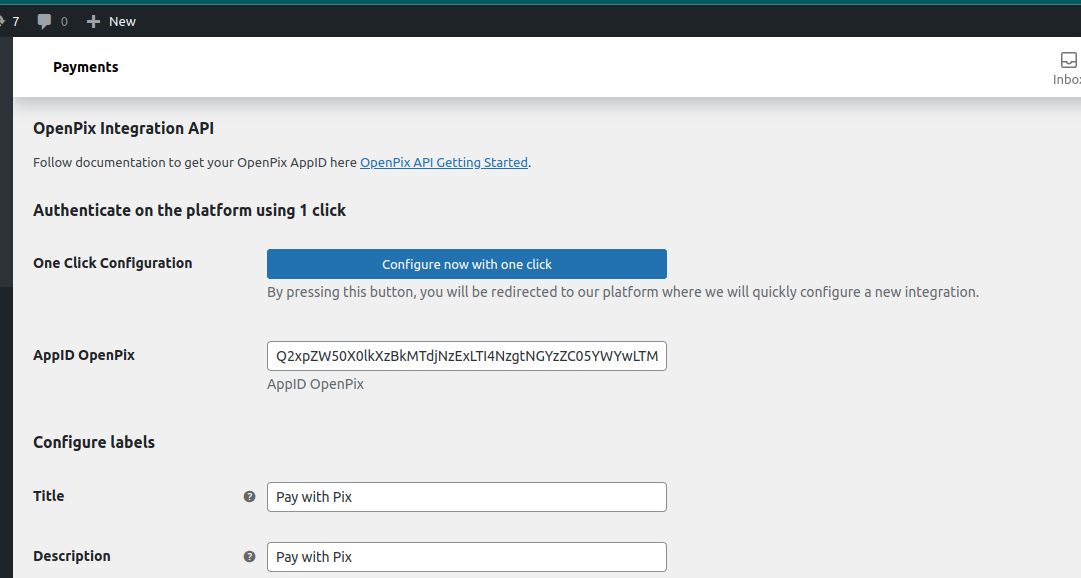 7 0 New
Payments
Inbox
OpenPix Integration API
Follow documentation to get your OpenPix AppID here OpenPix API Getting Started.
Authenticate on the platform using 1 click
One Click Configuration
Configure now with one click
By pressing this button, you will be redirected to our platform where we will quickly configure a new integration.
AppID OpenPix
Q2xpZW50X0lkXzBkMTdjNzExLTI4NzgtNGYzZC05YWYwLTM
AppID OpenPix
Configure labels
Title
Pay with Pix
Description
Pay with Pix